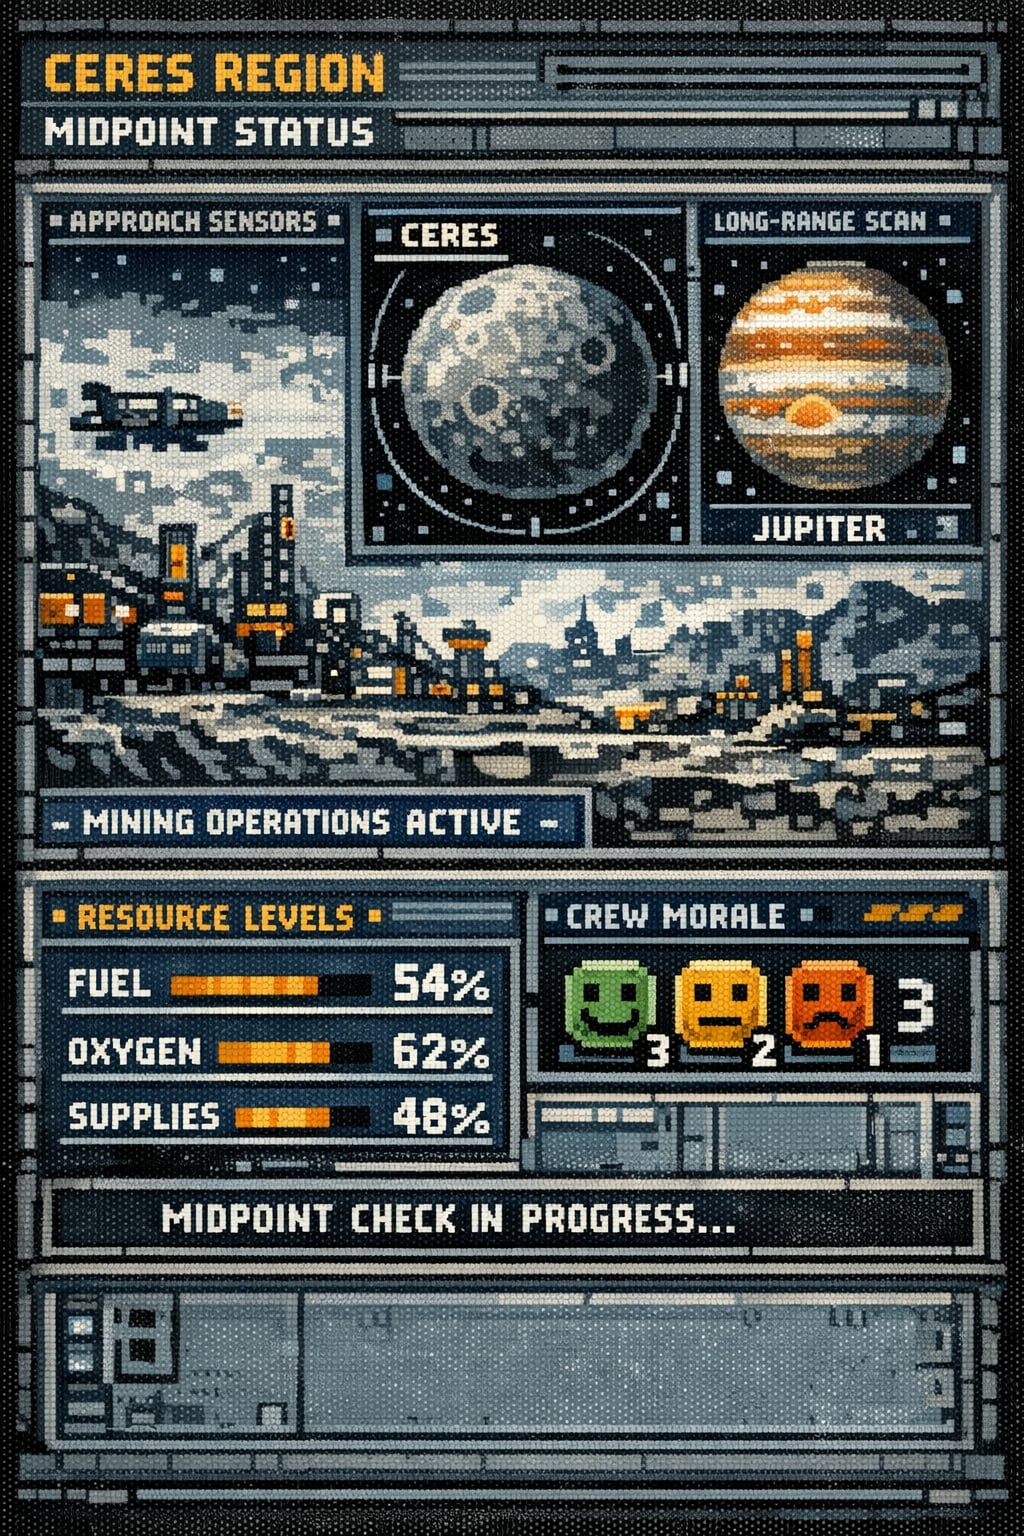 CERES REGION
MIDPOINT STATUS
APPROACH SENSORS
CERES
LONG-RANGE SCAN
JUPITER
- MINING OPERATIONS ACTIVE -
RESOURCE LEVELS
FUEL 54%
OXYGEN 62%
SUPPLIES 48%
CREW MORALE
3 2 1 3
MIDPOINT CHECK IN PROGRESS...